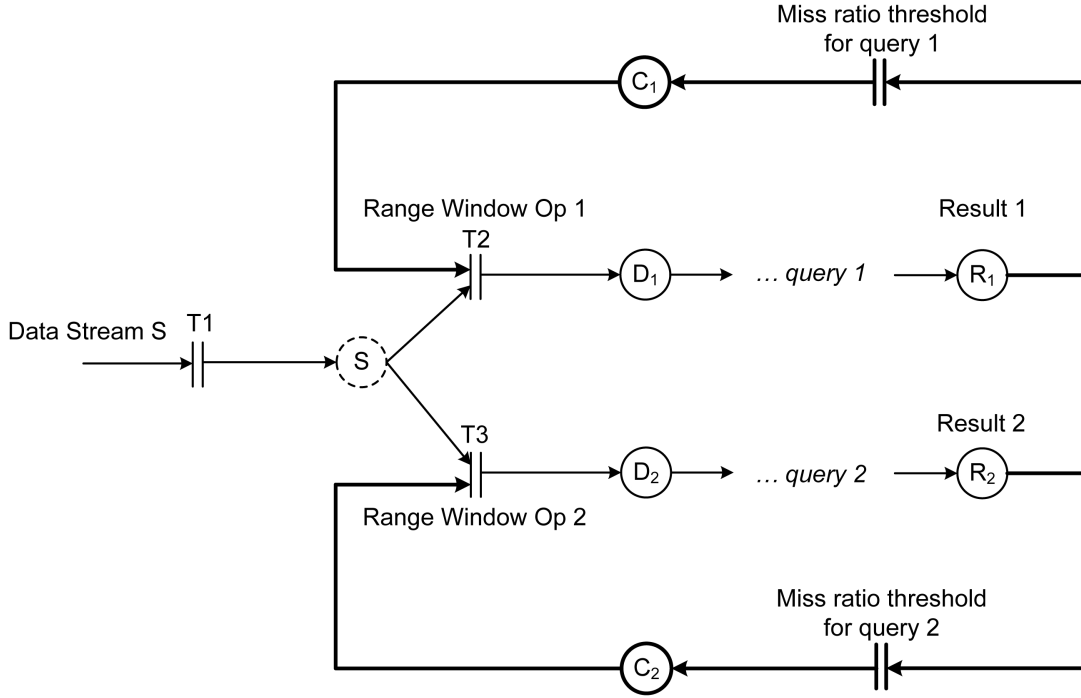 Miss ratio threshold
for query 1
C₁
Range Window Op 1
Result 1
T2
D₁
... query 1
R₁
Data Stream S
T1
S
T3
Result 2
D₂
... query 2
R₂
Range Window Op 2
Miss ratio threshold
for query 2
C₂